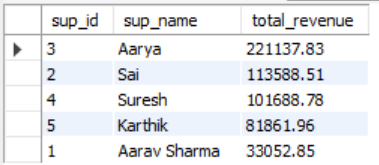 sup_id sup_name total_revenue
3 Aarya 221137.83
2 Sai 113588.51
4 Suresh 101688.78
5 Karthik 81861.96
1 Aarav Sharma 33052.85